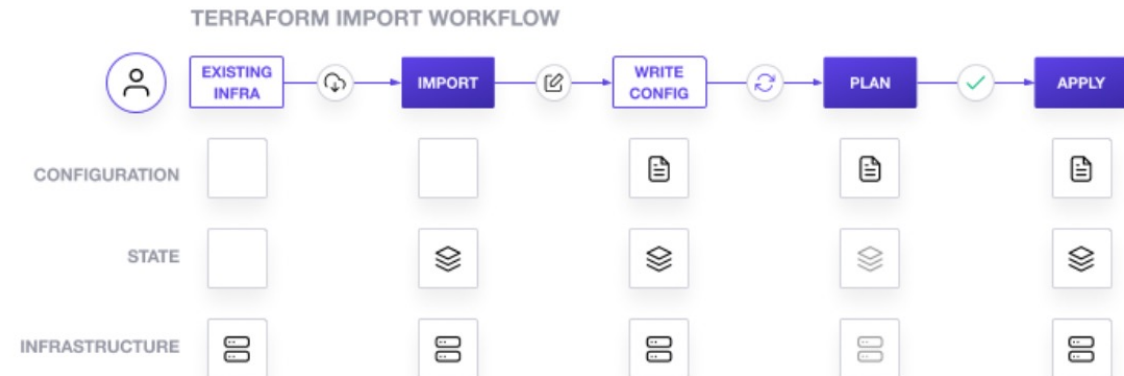 TERRAFORM IMPORT WORKFLOW
EXISTING
INFRA
IMPORT
WRITE
CONFIG
PLAN
APPLY
CONFIGURATION
STATE
INFRASTRUCTURE